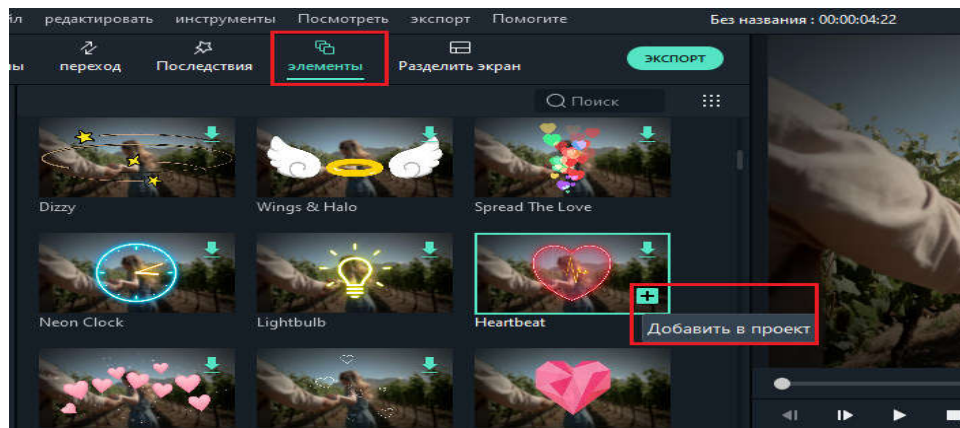 йл редактировать инструменты Посмотреть экспорт Помогите Без названия : 00:00:04:22
ы переход Последствия элементы Разделить экран ЭКСПОРТ
Поиск
Dizzy Wings & Halo Spread The Love
Neon Clock Lightbulb Heartbeat
Добавить в проект